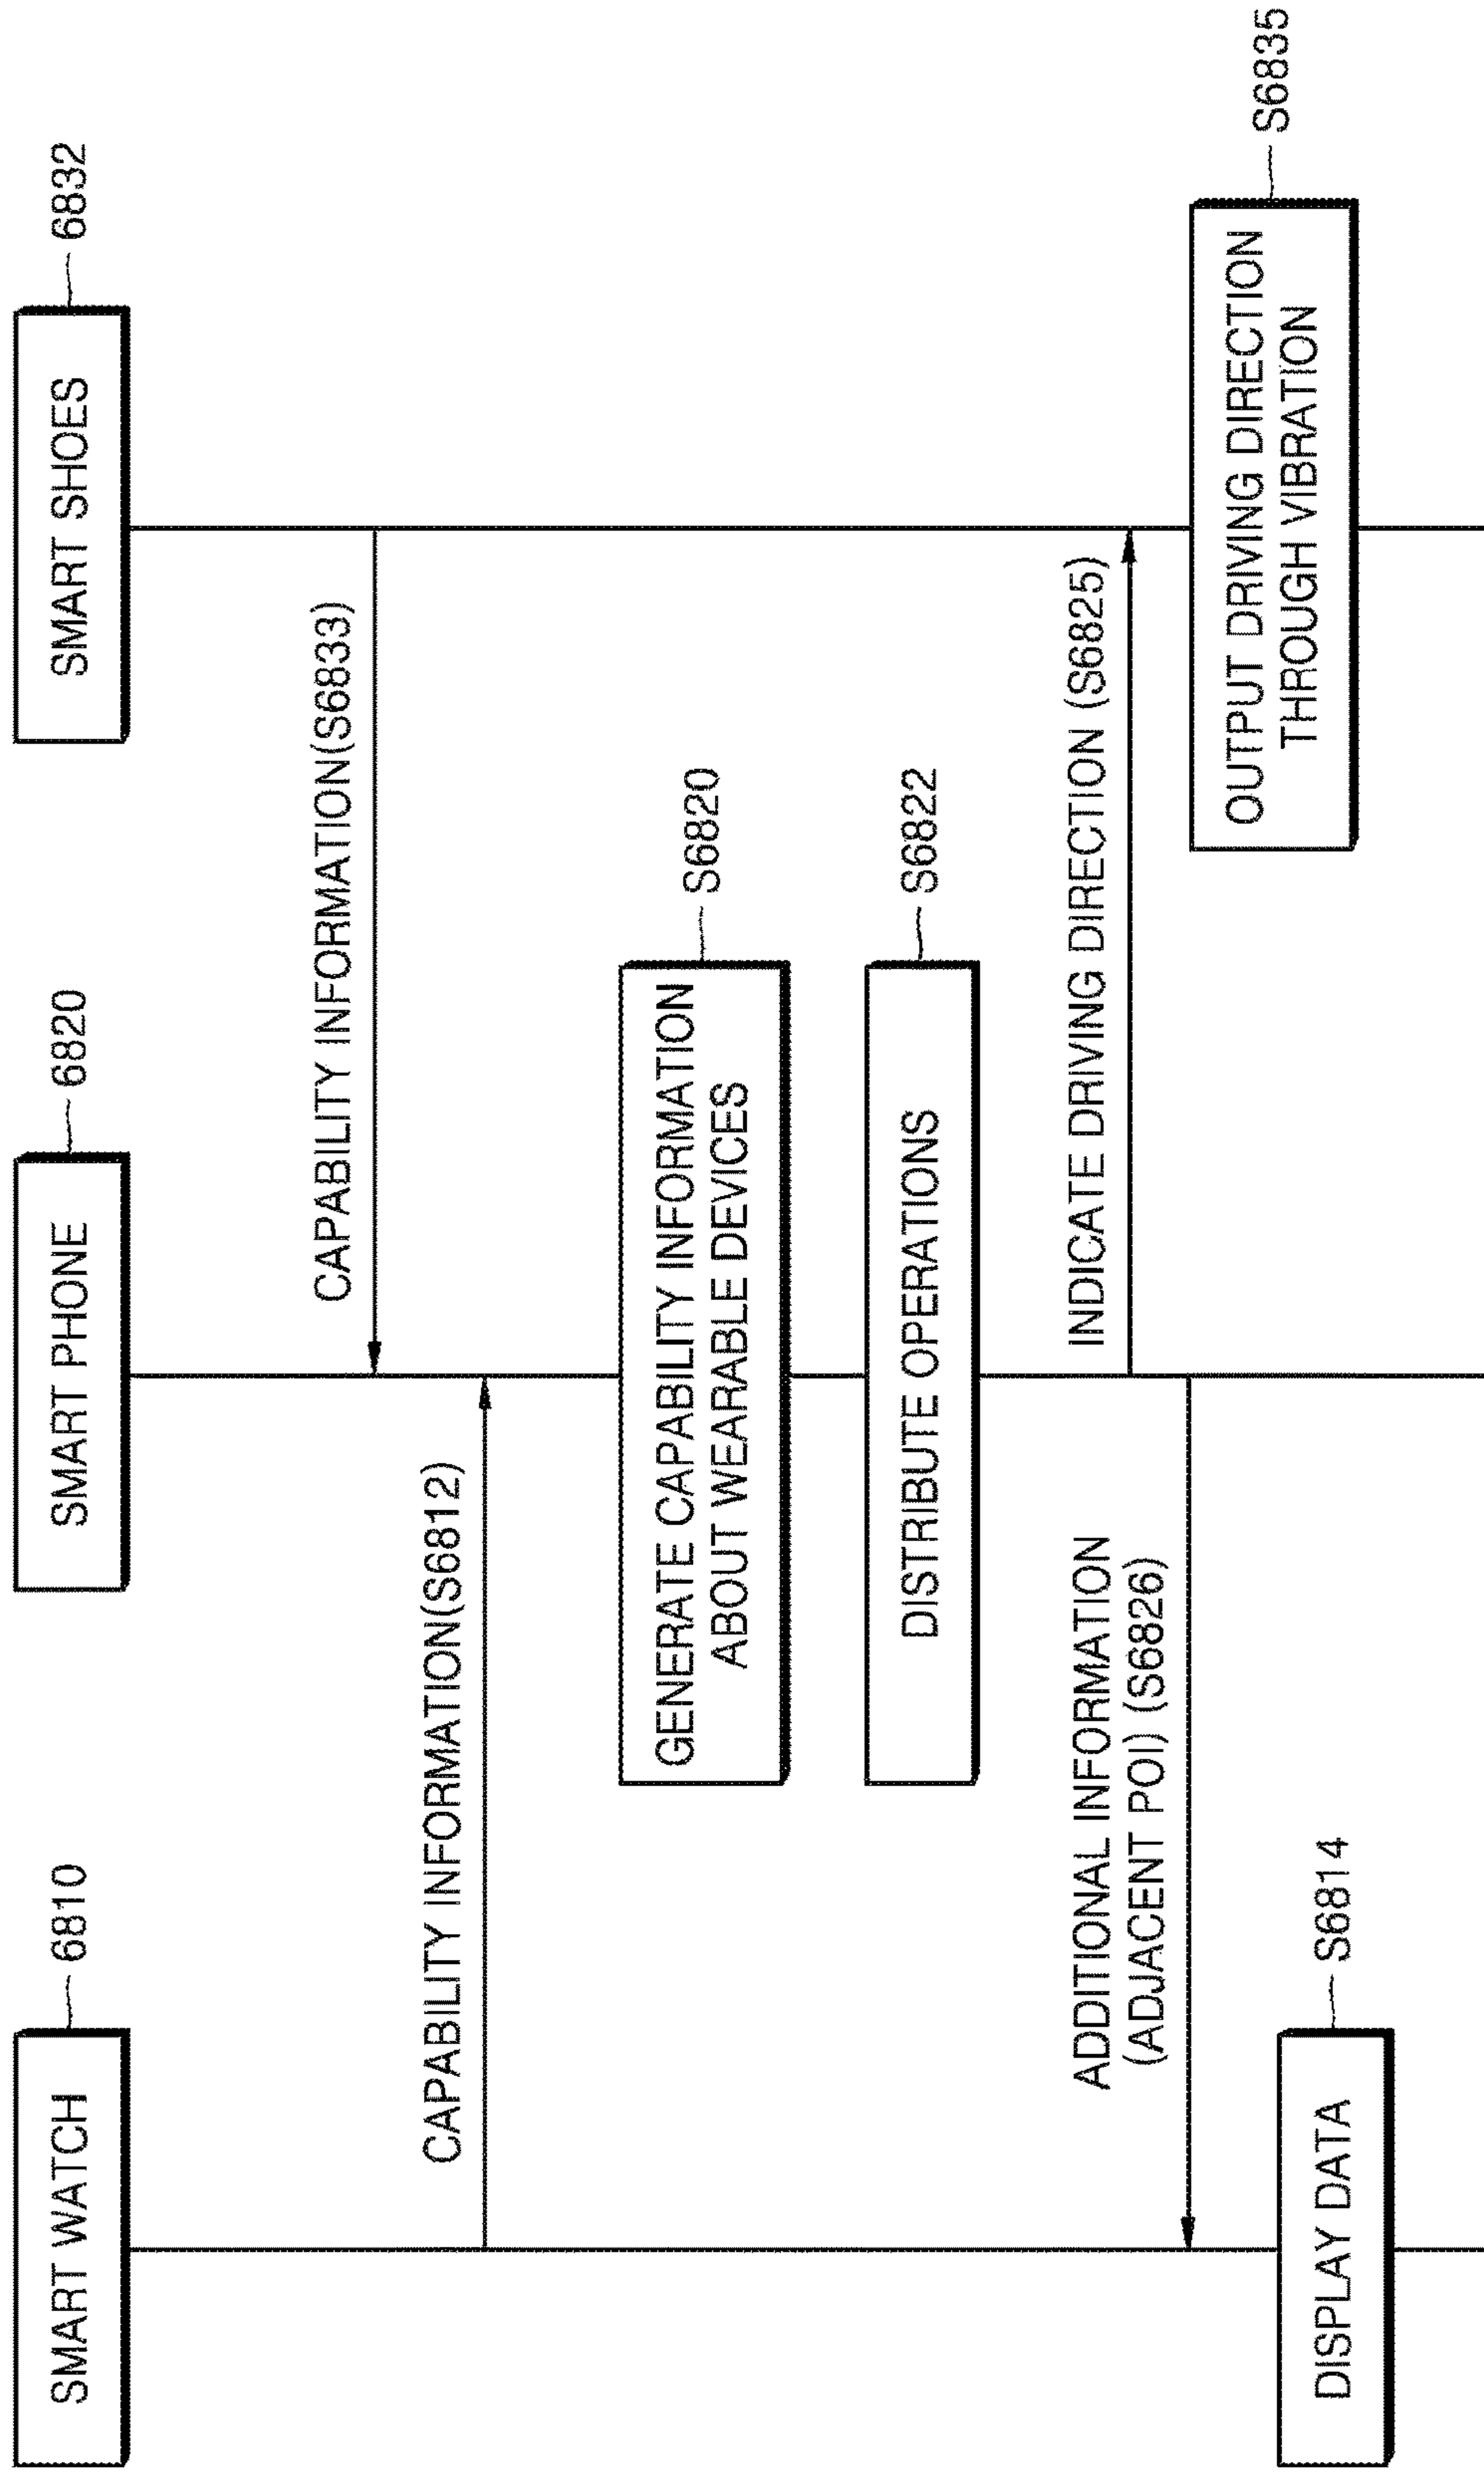 SMART WATCH
6810
SMART PHONE
6820
SMART SHOES
6832
CAPABILITY INFORMATION(S6833)
CAPABILITY INFORMATION(S6812)
GENERATE CAPABILITY INFORMATION
ABOUT WEARABLE DEVICES
S6820
DISTRIBUTE OPERATIONS
S6822
INDICATE DRIVING DIRECTION (S6825)
ADDITIONAL INFORMATION
(ADJACENT POI) (S6826)
OUTPUT DRIVING DIRECTION
THROUGH VIBRATION
S6835
DISPLAY DATA
S6814